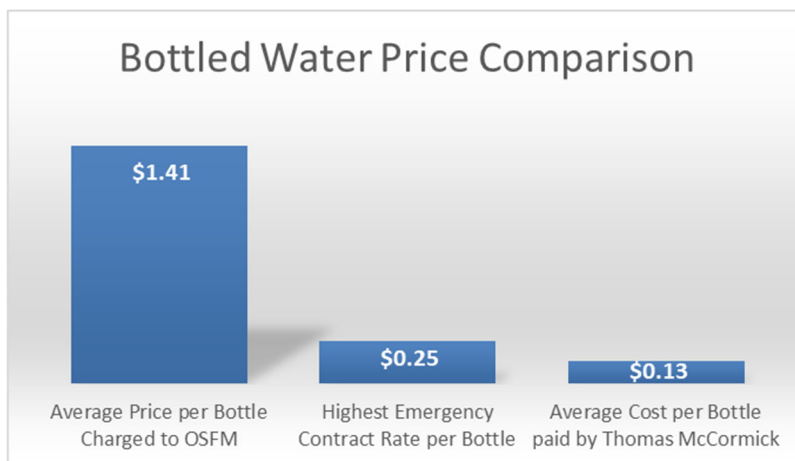 Bottled Water Price Comparison
$1.41
$0.25
$0.13
Average Price per Bottle
Charged to OSFM
Highest Emergency
Contract Rate per Bottle
Average Cost per Bottle
paid by Thomas McCormick